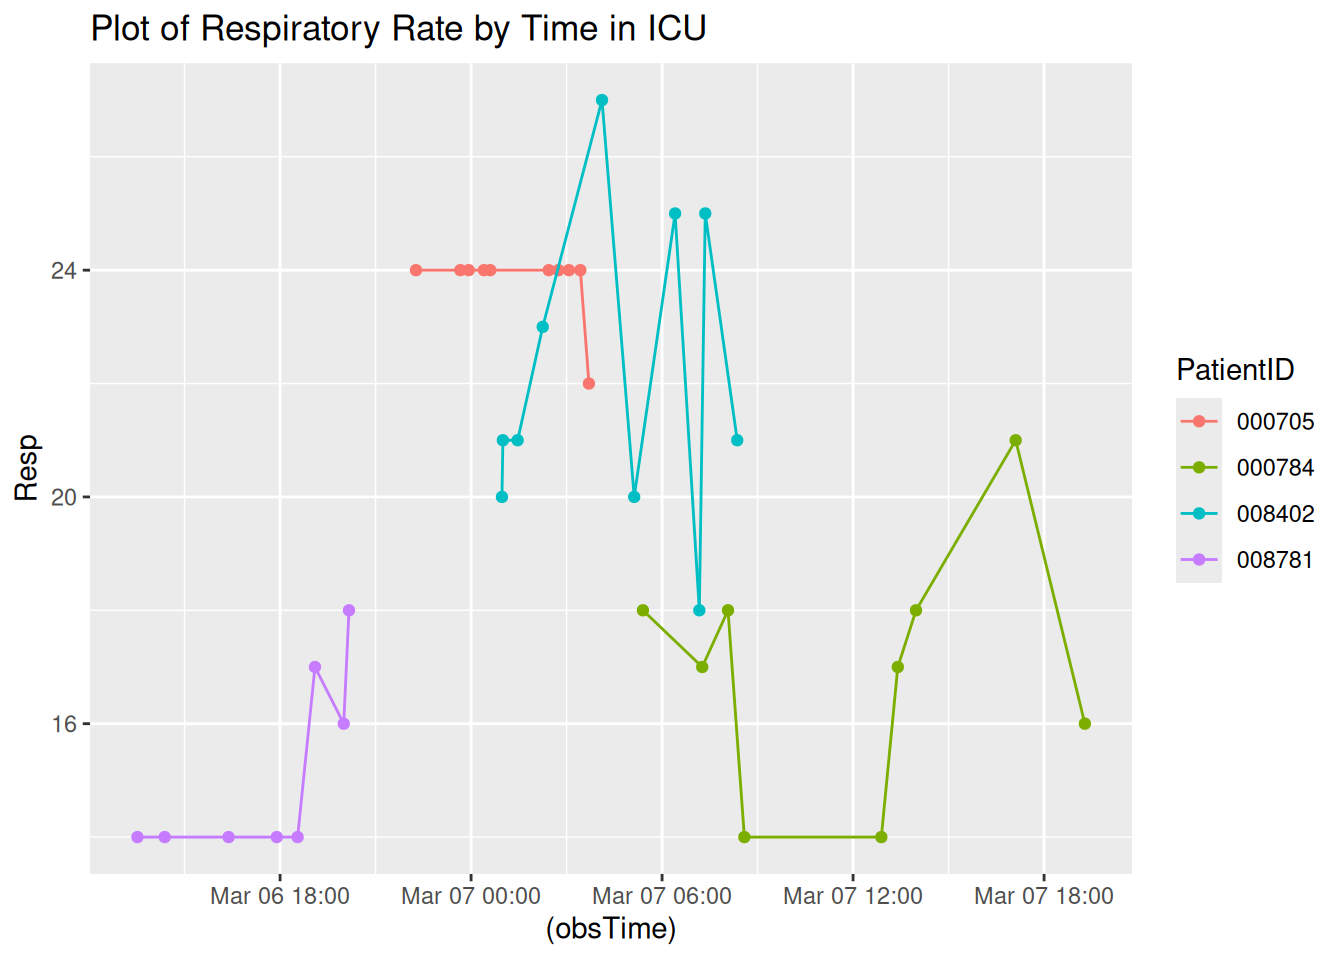 Plot of Respiratory Rate by Time in ICU
Resp
24
20
16
Mar 06 18:00 Mar 07 00:00 Mar 07 06:00 Mar 07 12:00 Mar 07 18:00
(obsTime)
PatientID
000705
000784
008402
008781